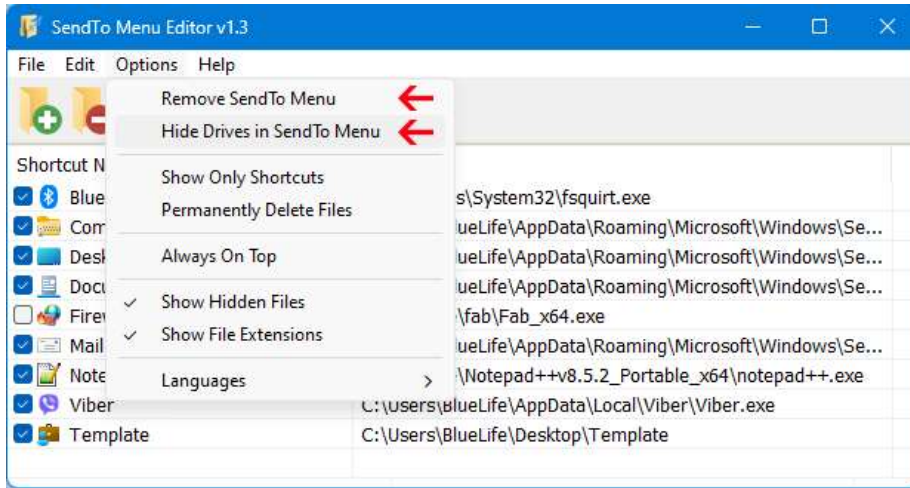 SendTo Menu Editor v1.3
File Edit Options Help
Remove SendTo Menu
Hide Drives in SendTo Menu
Show Only Shortcuts
Permanently Delete Files
Always On Top
Show Hidden Files
Show File Extensions
Languages
Shortcut N
Blue s\System32\fsquirt.exe
Com ueLife\AppData\Roaming\Microsoft\Windows\Se...
Desk ueLife\AppData\Roaming\Microsoft\Windows\Se...
Docu ueLife\AppData\Roaming\Microsoft\Windows\Se...
Firew \fab\Fab_x64.exe
Mail ueLife\AppData\Roaming\Microsoft\Windows\Se...
Note \Notepad++v8.5.2_Portable_x64\notepad++.exe
Viber C:\Users\BlueLife\AppData\Local\Viber\Viber.exe
Template C:\Users\BlueLife\Desktop\Template